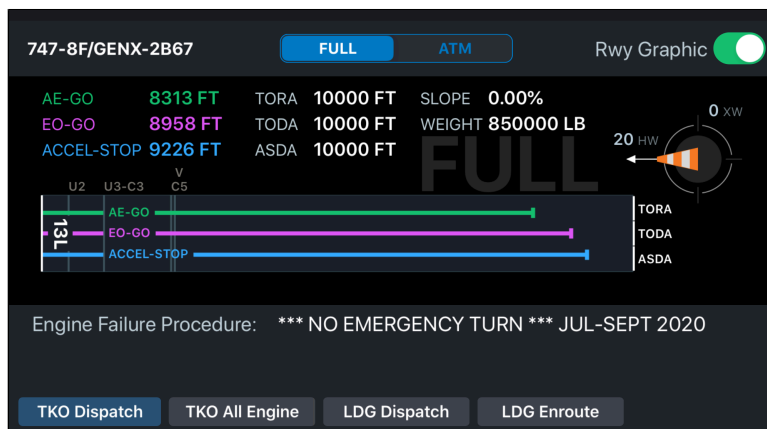 747-8F/GENX-2B67 FULL ATM Rwy Graphic
AE-GO 8313 FT TORA 10000 FT SLOPE 0.00%
EO-GO 8958 FT TODA 10000 FT WEIGHT 850000 LB
ACCEL-STOP 9226 FT ASDA 10000 FT
FULL
0 XW
20 HW
V
U2 U3-C3 C5
13L
AE-GO TORA
EO-GO TODA
ACCEL-STOP ASDA
Engine Failure Procedure: *** NO EMERGENCY TURN *** JUL-SEPT 2020
TKO Dispatch TKO All Engine LDG Dispatch LDG Enroute